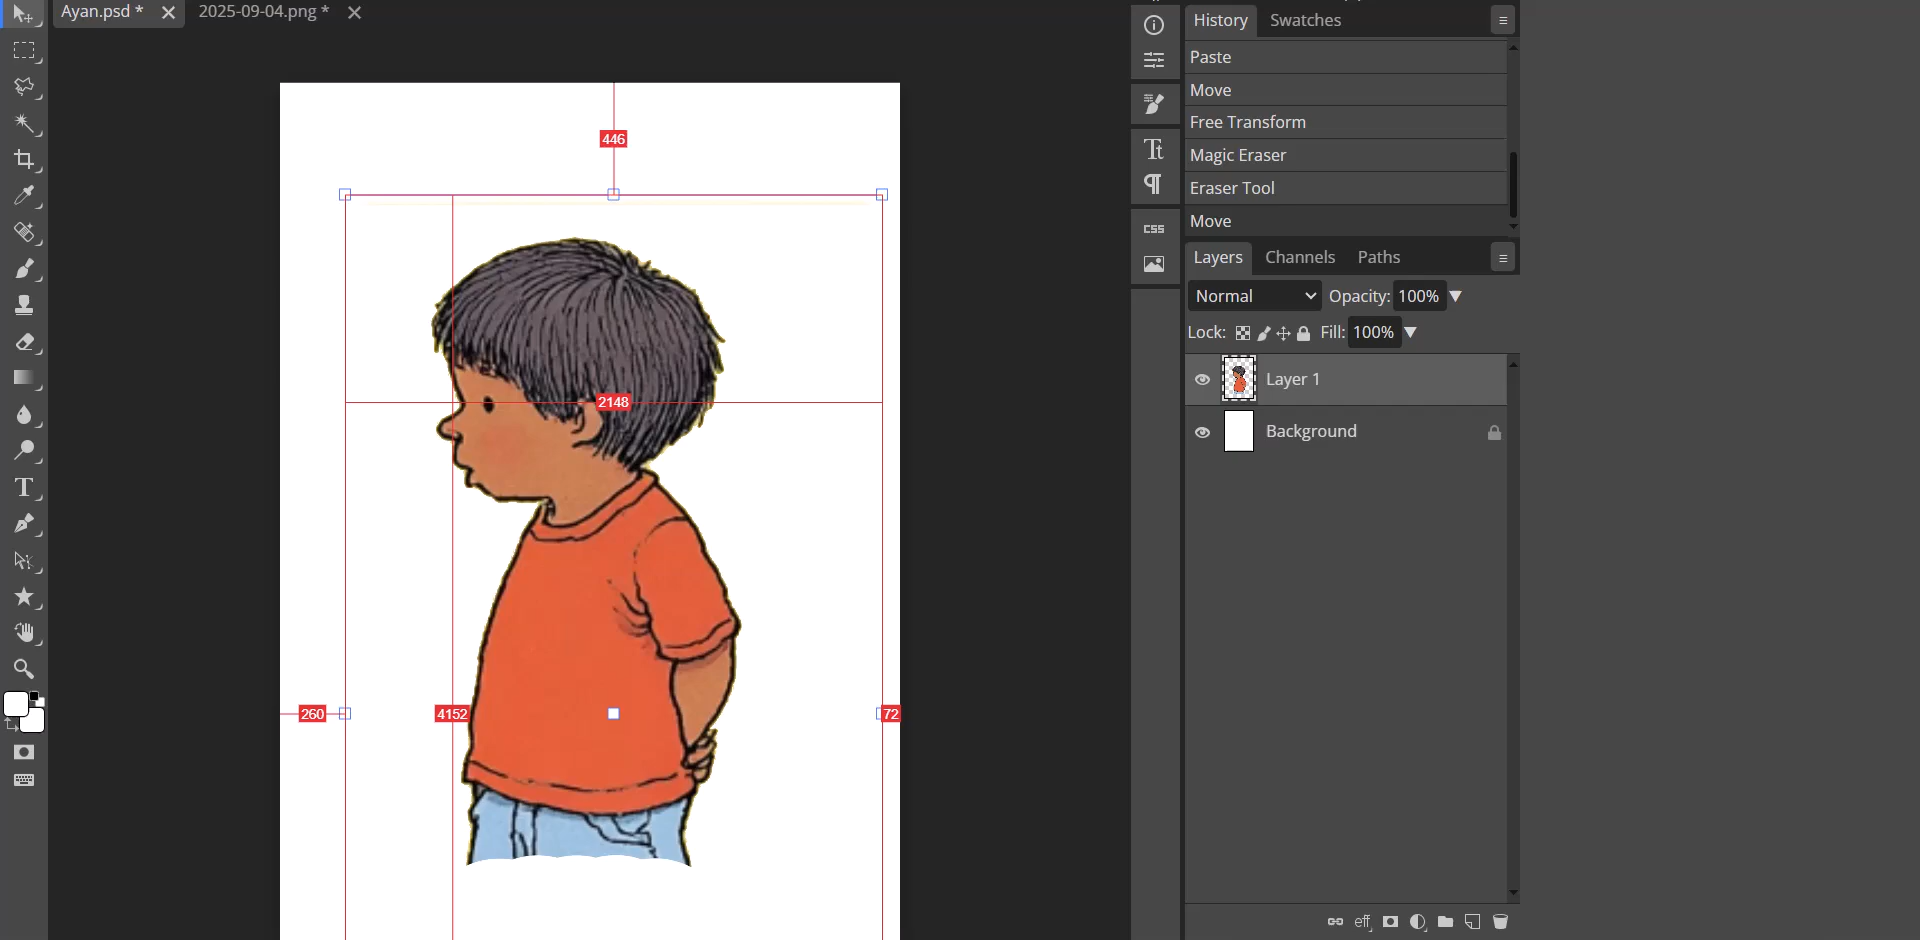 Ayan.psd * 2025-09-04.png *
History Swatches
Paste
Move
Free Transform
Magic Eraser
Eraser Tool
Move
Layers Channels Paths
Normal Opacity: 100%
Lock: Fill: 100%
Layer 1
Background
eff
CSS
446
2148
260
4152
72